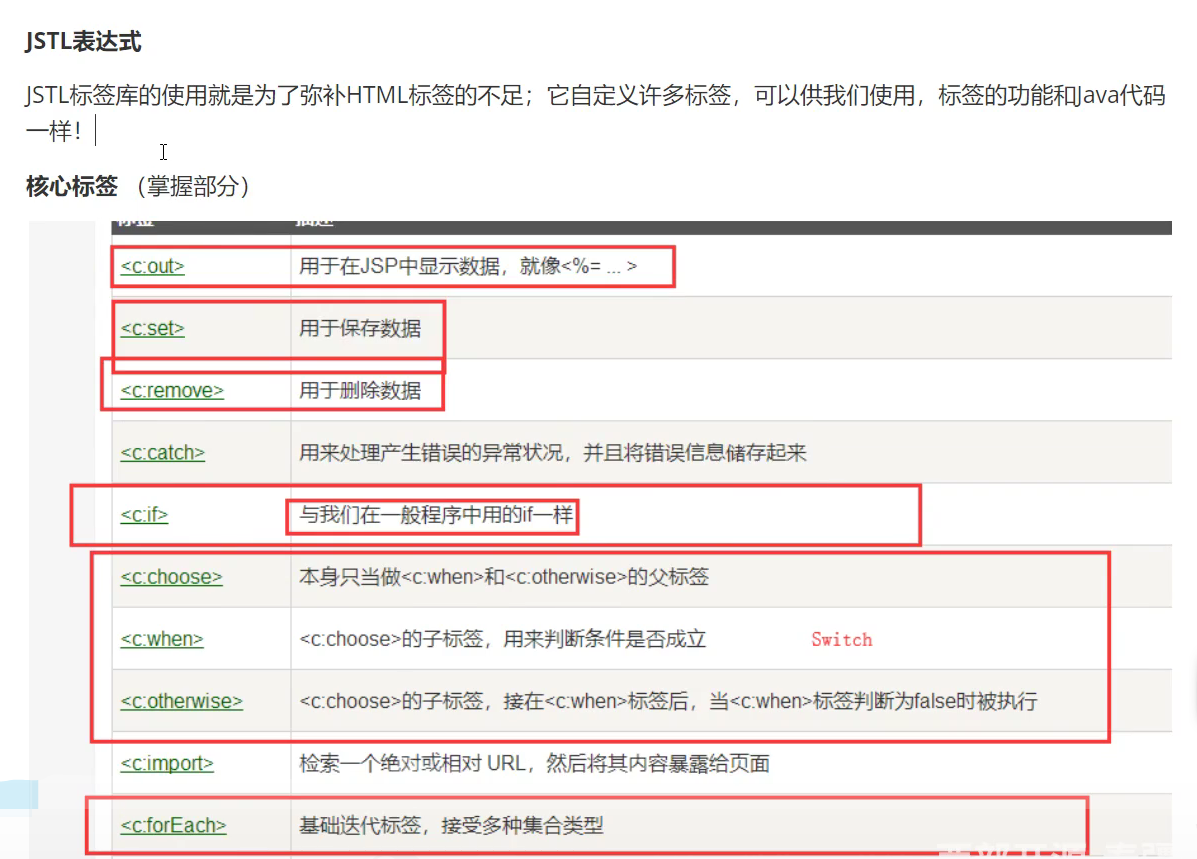 JSTL表达式
JSTL标签库的使用就是为了弥补HTML标签的不足；它自定义许多标签，可以供我们使用，标签的功能和Java代码
一样！
核心标签 （掌握部分）
标签 描述
<c:out> 用于在JSP中显示数据，就像<%= ... >
<c:set> 用于保存数据
<c:remove> 用于删除数据
<c:catch> 用来处理产生错误的异常状况，并且将错误信息储存起来
<c:if> 与我们在一般程序中用的if一样
<c:choose> 本身只当做<c:when>和<c:otherwise>的父标签
<c:when> <c:choose>的子标签，用来判断条件是否成立 Switch
<c:otherwise> <c:choose>的子标签，接在<c:when>标签后，当<c:when>标签判断为false时被执行
<c:import> 检索一个绝对或相对 URL，然后将其内容暴露给页面
<c:forEach> 基础迭代标签，接受多种集合类型